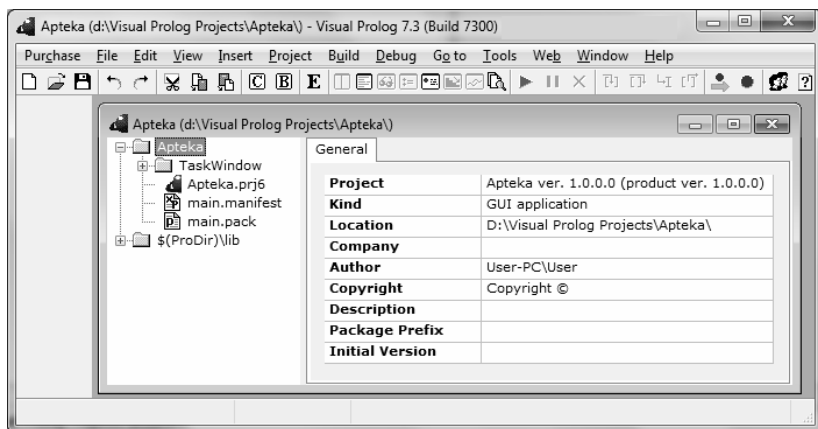 Apteka (d:\Visual Prolog Projects\Apteka\) - Visual Prolog 7.3 (Build 7300)
Purchase File Edit View Insert Project Build Debug Go to Tools Web Window Help
C B E
Apteka (d:\Visual Prolog Projects\Apteka\)
Apteka
TaskWindow
Apteka.prj6
main.manifest
main.pack
$(ProDir)\lib
General
Project Apteka ver. 1.0.0.0 (product ver. 1.0.0.0)
Kind GUI application
Location D:\Visual Prolog Projects\Apteka\
Company
Author User-PC\User
Copyright Copyright ©
Description
Package Prefix
Initial Version